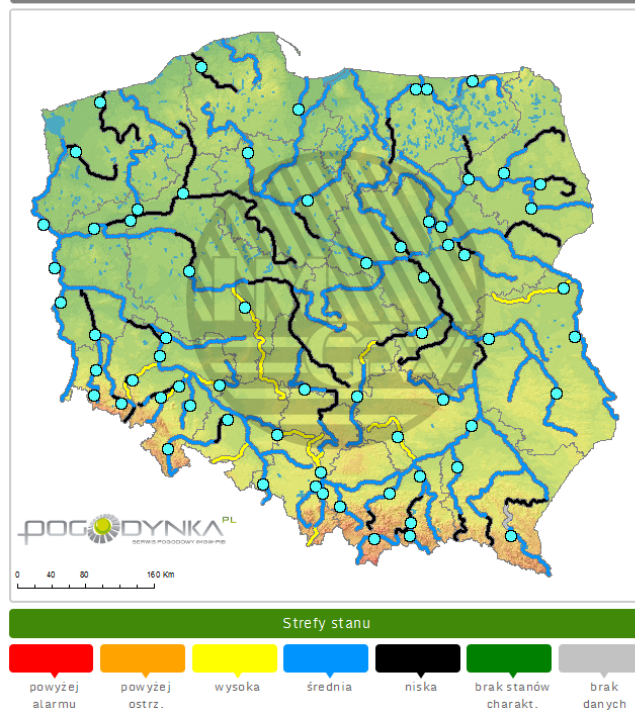 POGODYNKA.PL
SERWIS POGODOWY IMGW-PIB
0 40 80 160 Km
Strefy stanu
powyżej alarmu
powyżej ostrz.
wysoka
średnia
niska
brak stanów charakt.
brak danych